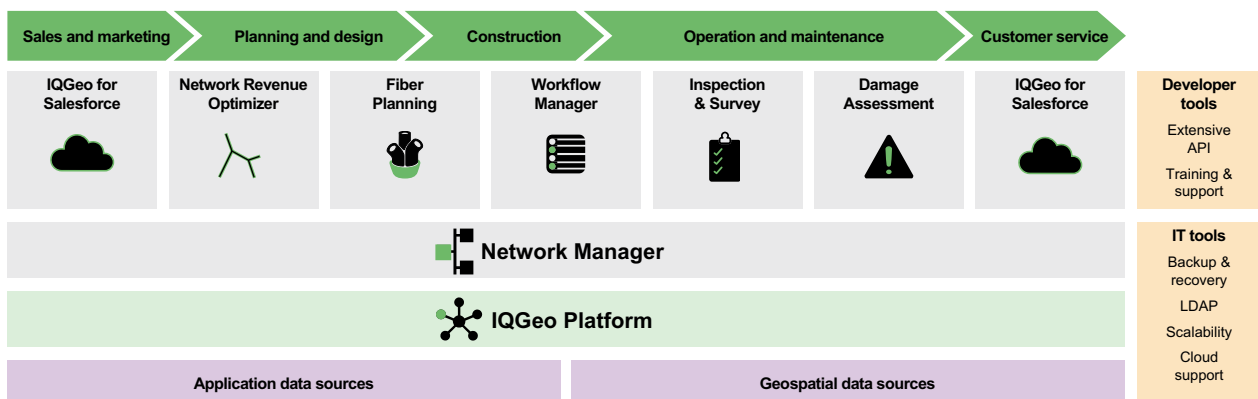 Sales and marketing
Planning and design
Construction
Operation and maintenance
Customer service
IQGeo for
Salesforce
Network Revenue
Optimizer
Fiber
Planning
Workflow
Manager
Inspection
& Survey
Damage
Assessment
IQGeo for
Salesforce
Developer
tools
Extensive
API
Training &
support
Network Manager
IQGeo Platform
Application data sources
Geospatial data sources
IT tools
Backup &
recovery
LDAP
Scalability
Cloud
support